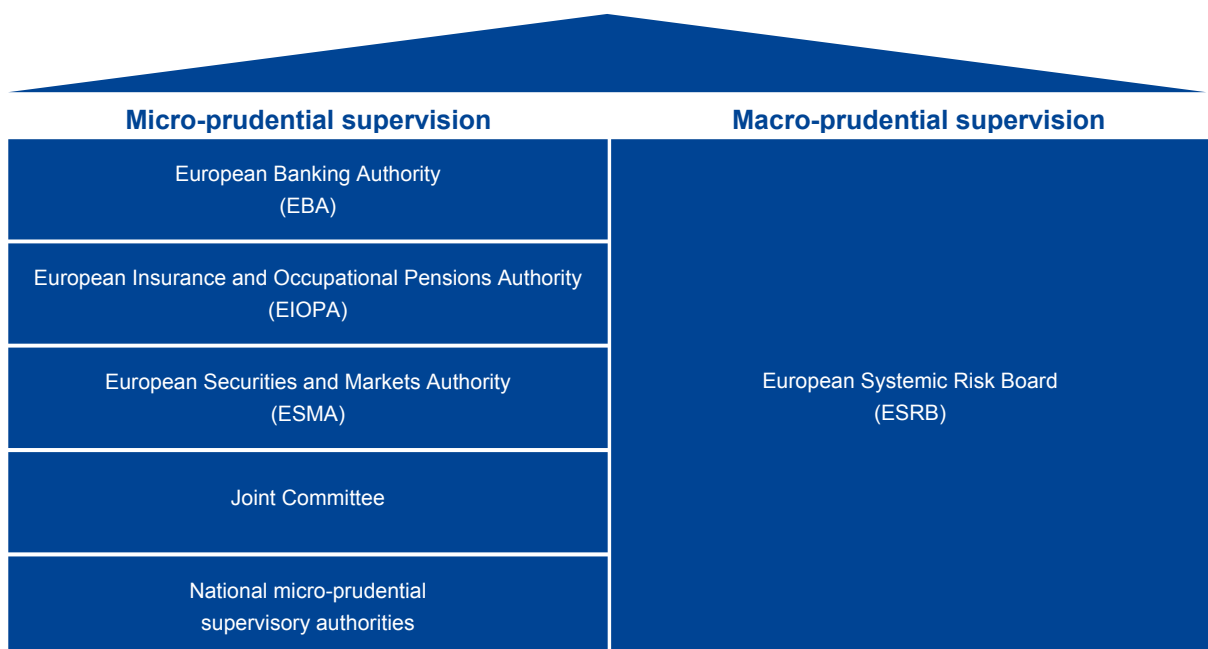 Micro-prudential supervision
European Banking Authority
(EBA)
European Insurance and Occupational Pensions Authority
(EIOPA)
European Securities and Markets Authority
(ESMA)
Joint Committee
National micro-prudential
supervisory authorities
Macro-prudential supervision
European Systemic Risk Board
(ESRB)